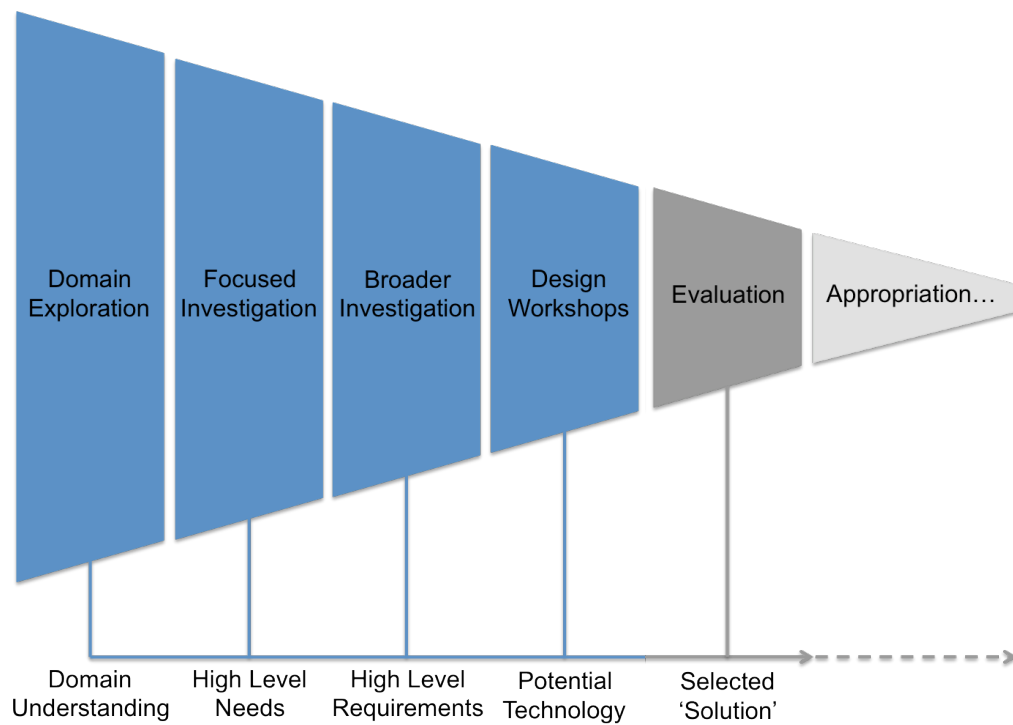 Domain
Exploration
Focused
Investigation
Broader
Investigation
Design
Workshops
Evaluation
Appropriation…
Domain
Understanding
High Level
Needs
High Level
Requirements
Potential
Technology
Selected
‘Solution’